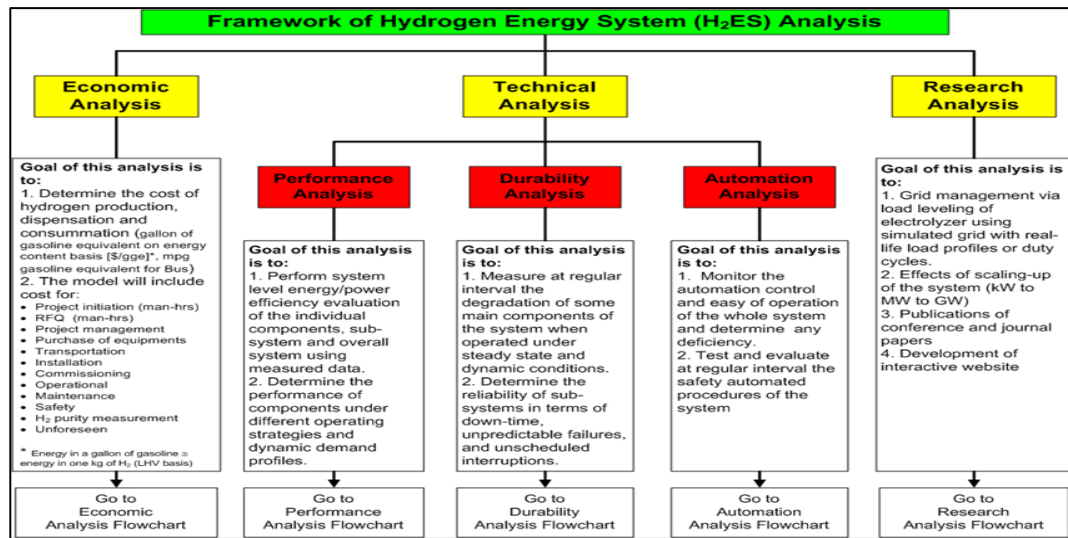 Framework of Hydrogen Energy System (H₂ES) Analysis
Economic
Analysis
Technical
Analysis
Research
Analysis
Goal of this analysis is
to:
1. Determine the cost of
hydrogen production,
dispensation and
consummation (gallon of
gasoline equivalent on energy
content basis [$/gge]*, mpg
gasoline equivalent for Bus)
2. The model will include
cost for:
• Project initiation (man-hrs)
• RFQ (man-hrs)
• Project management
• Purchase of equipments
• Transportation
• Installation
• Commissioning
• Operational
• Maintenance
• Safety
• H₂ purity measurement
• Unforeseen
* Energy in a gallon of gasoline ≅
energy in one kg of H₂ (LHV basis)
Performance
Analysis
Goal of this analysis
is to:
1. Perform system
level energy/power
efficiency evaluation
of the individual
components, sub-
system and overall
system using
measured data.
2. Determine the
performance of
components under
different operating
strategies and
dynamic demand
profiles.
Durability
Analysis
Goal of this analysis
is to:
1. Measure at regular
interval the
degradation of some
main components of
the system when
operated under
steady state and
dynamic conditions.
2. Determine the
reliability of sub-
systems in terms of
down-time,
unpredictable failures,
and unscheduled
interruptions.
Automation
Analysis
Goal of this analysis
is to:
1. Monitor the
automation control
and easy of operation
of the whole system
and determine any
deficiency.
2. Test and evaluate
at regular interval the
safety automated
procedures of the
system
Goal of this analysis is
to:
1. Grid management via
load leveling of
electrolyzer using
simulated grid with real-
life load profiles or duty
cycles.
2. Effects of scaling-up
of the system (kW to
MW to GW)
3. Publications of
conference and journal
papers
4. Development of
interactive website
Go to
Economic
Analysis Flowchart
Go to
Performance
Analysis Flowchart
Go to
Durability
Analysis Flowchart
Go to
Automation
Analysis Flowchart
Go to
Research
Analysis Flowchart